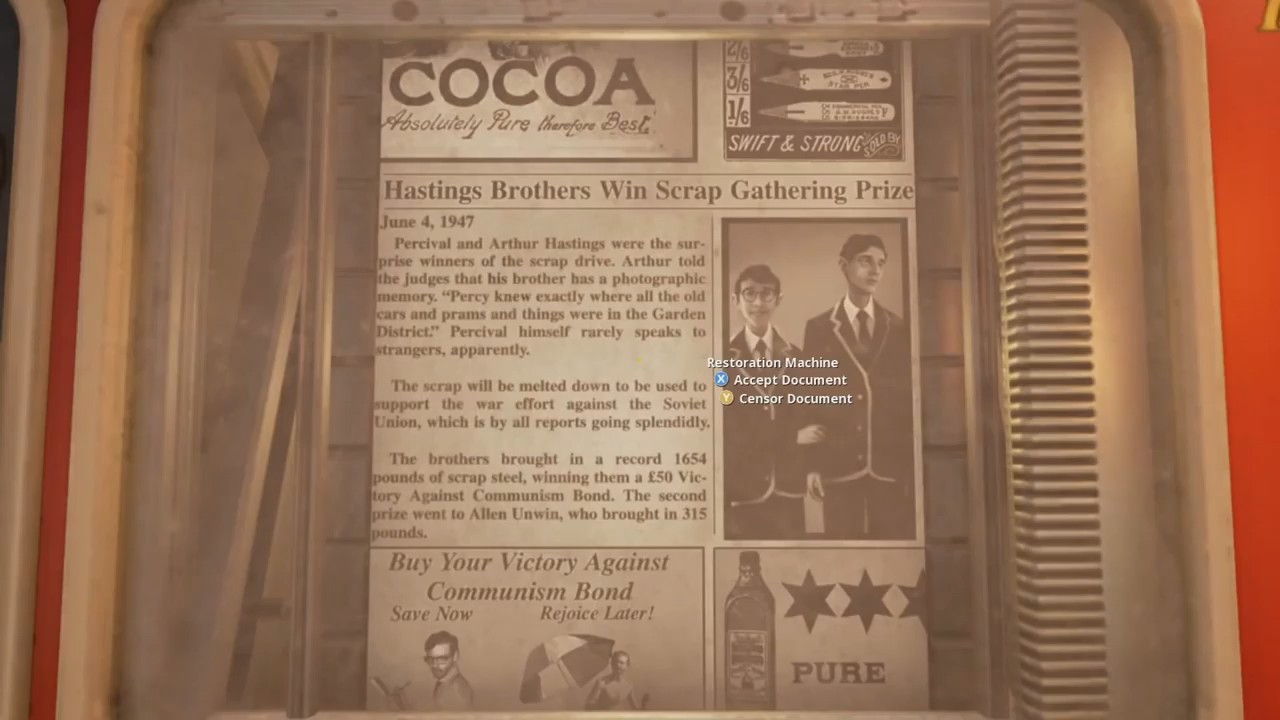 COCOA
Absolutely Pure therefore Best.
2/6
3/6
1/6
SWIFT & STRONG
SOLD BY
Hastings Brothers Win Scrap Gathering Prize
June 4, 1947
Percival and Arthur Hastings were the sur-
prise winners of the scrap drive. Arthur told
the judges that his brother has a photographic
memory. “Percy knew exactly where all the old
cars and prams and things were in the Garden
District.” Percival himself rarely speaks to
strangers, apparently.
The scrap will be melted down to be used to
support the war effort against the Soviet
Union, which is by all reports going splendidly.
The brothers brought in a record 1654
pounds of scrap steel, winning them a £50 Vic-
tory Against Communism Bond. The second
prize went to Allen Unwin, who brought in 315
pounds.
Restoration Machine
X Accept Document
Y Censor Document
Buy Your Victory Against
Communism Bond
Save Now Rejoice Later!
PURE